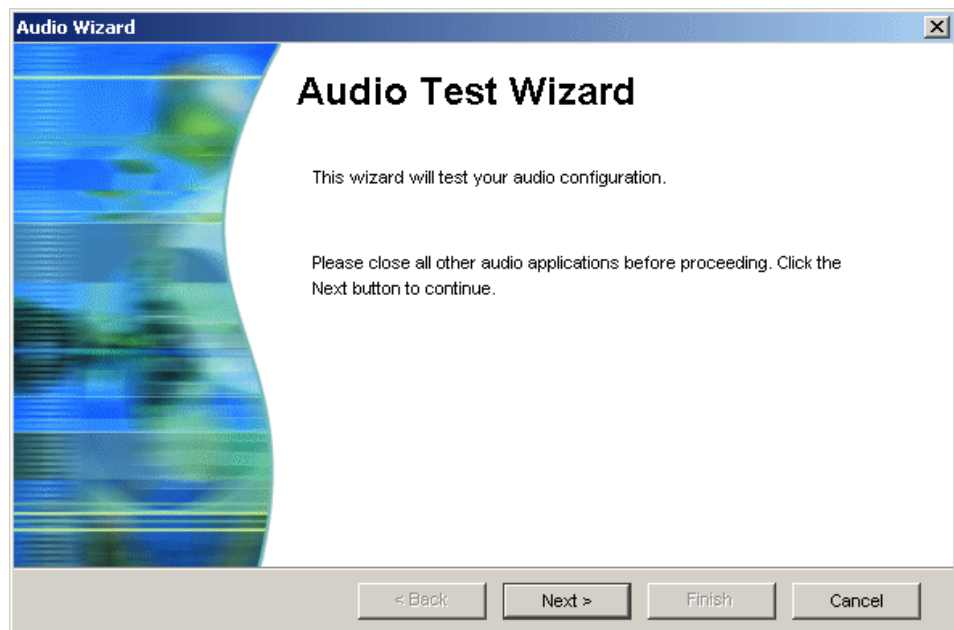 Audio Wizard
Audio Test Wizard
This wizard will test your audio configuration.
Please close all other audio applications before proceeding. Click the
Next button to continue.
< Back
Next >
Finish
Cancel